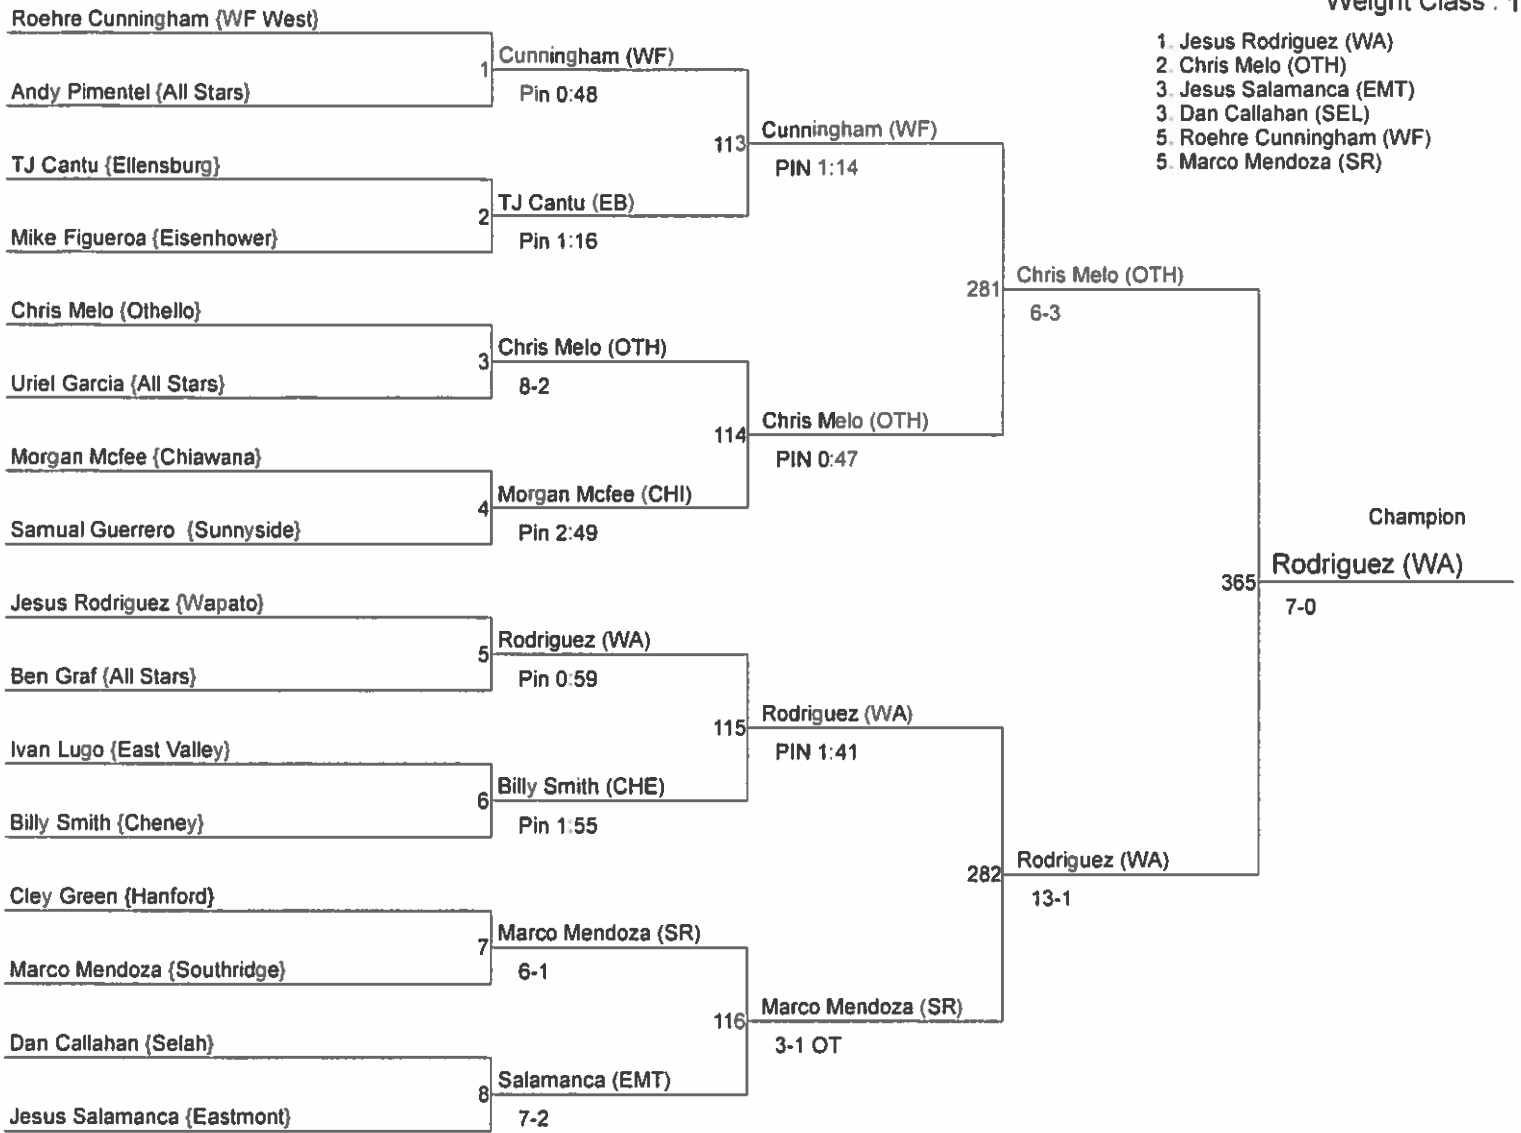 Weight Class : 1
1. Jesus Rodriguez (WA)
2. Chris Melo (OTH)
3. Jesus Salamanca (EMT)
3. Dan Callahan (SEL)
5. Roehre Cunningham (WF)
5. Marco Mendoza (SR)
Roehre Cunningham {WF West}
Andy Pimentel {All Stars}
TJ Cantu {Ellensburg}
Mike Figueroa {Eisenhower}
Chris Melo {Othello}
Uriel Garcia {All Stars}
Morgan Mcfee {Chiawana}
Samual Guerrero {Sunnyside}
Jesus Rodriguez {Wapato}
Ben Graf {All Stars}
Ivan Lugo {East Valley}
Billy Smith {Cheney}
Cley Green {Hanford}
Marco Mendoza {Southridge}
Dan Callahan {Selah}
Jesus Salamanca {Eastmont}
1 Cunningham (WF)
Pin 0:48
2 TJ Cantu (EB)
Pin 1:16
3 Chris Melo (OTH)
8-2
4 Morgan Mcfee (CHI)
Pin 2:49
5 Rodriguez (WA)
Pin 0:59
6 Billy Smith (CHE)
Pin 1:55
7 Marco Mendoza (SR)
6-1
8 Salamanca (EMT)
7-2
113 Cunningham (WF)
PIN 1:14
114 Chris Melo (OTH)
PIN 0:47
115 Rodriguez (WA)
PIN 1:41
116 Marco Mendoza (SR)
3-1 OT
281 Chris Melo (OTH)
6-3
282 Rodriguez (WA)
13-1
Champion
365 Rodriguez (WA)
7-0